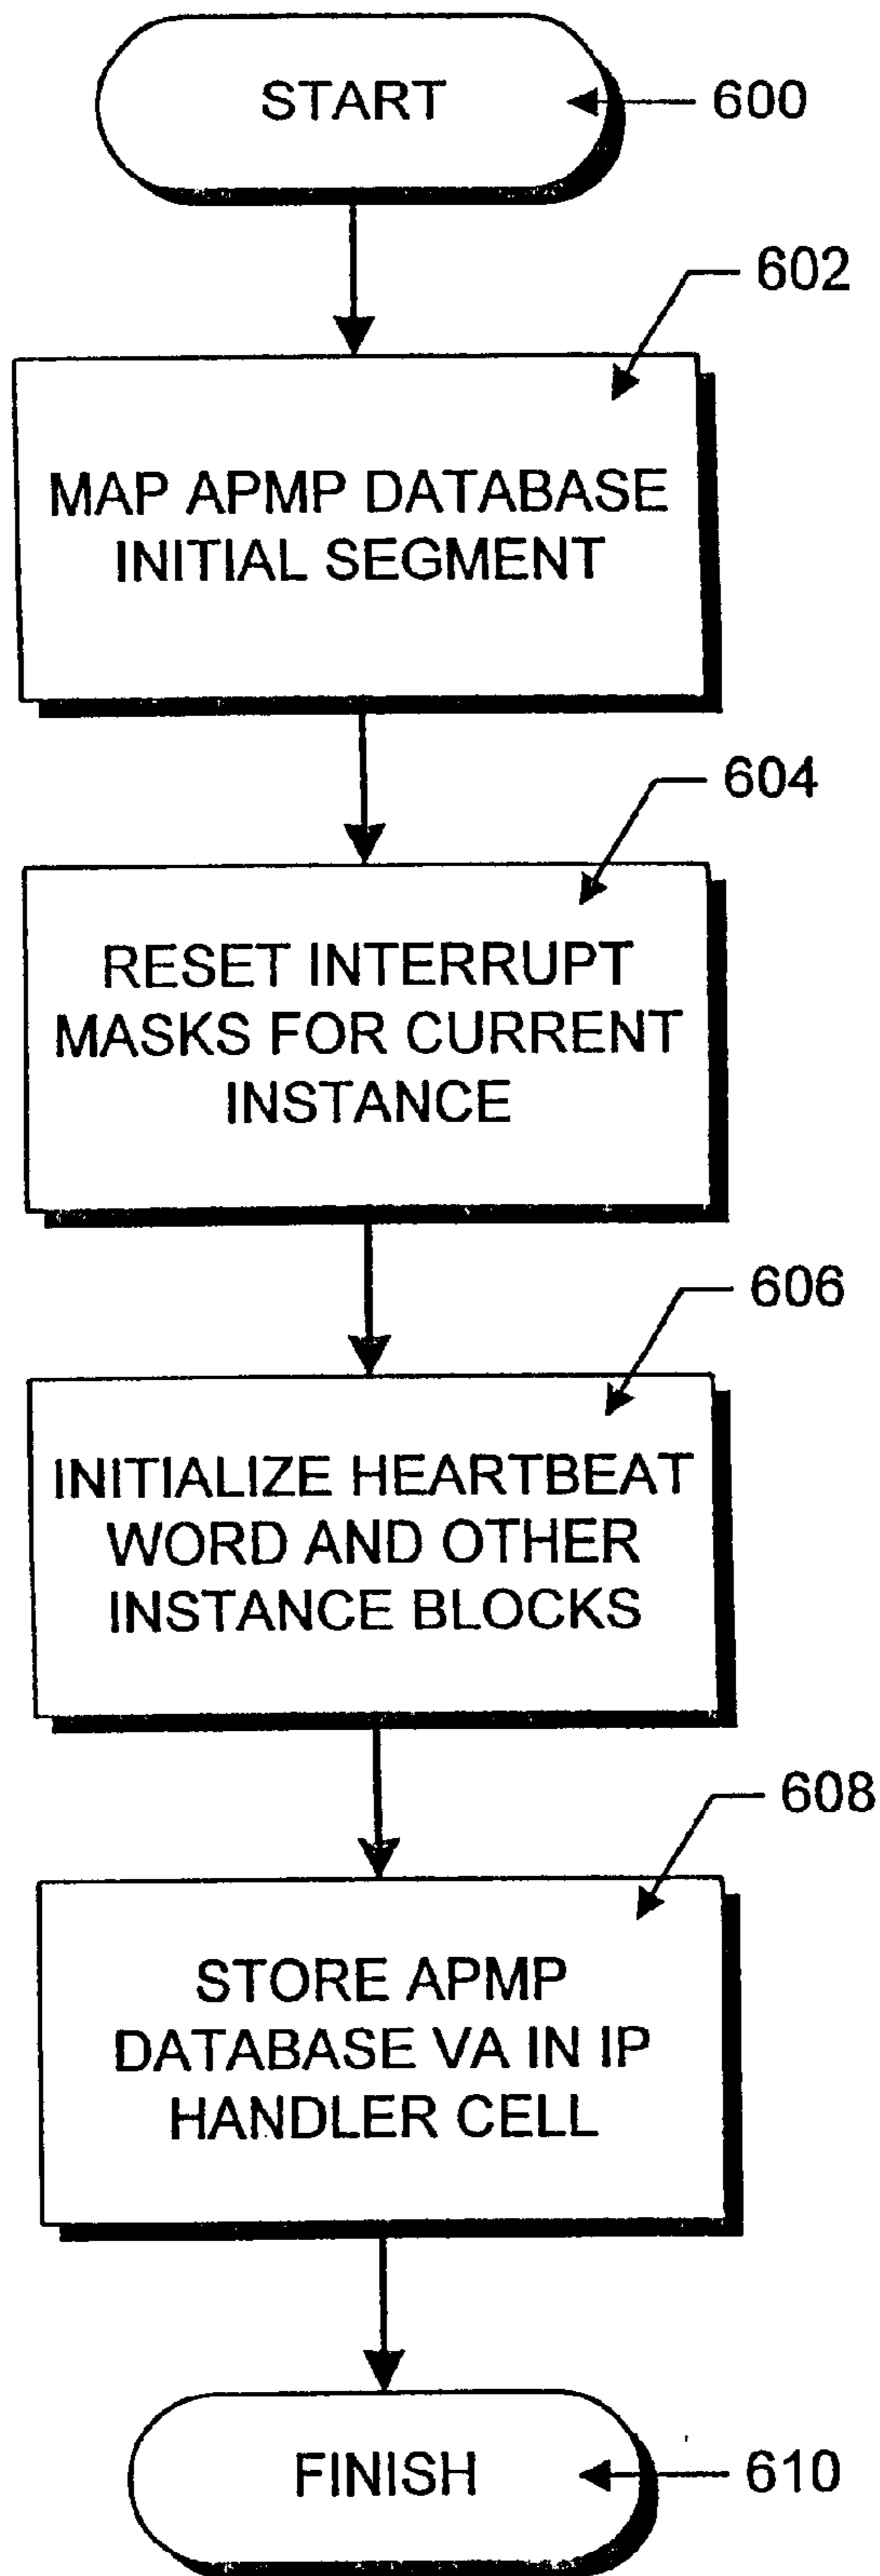 START
600
602
MAP APMP DATABASE
INITIAL SEGMENT
604
RESET INTERRUPT
MASKS FOR CURRENT
INSTANCE
606
INITIALIZE HEARTBEAT
WORD AND OTHER
INSTANCE BLOCKS
608
STORE APMP
DATABASE VA IN IP
HANDLER CELL
FINISH
610